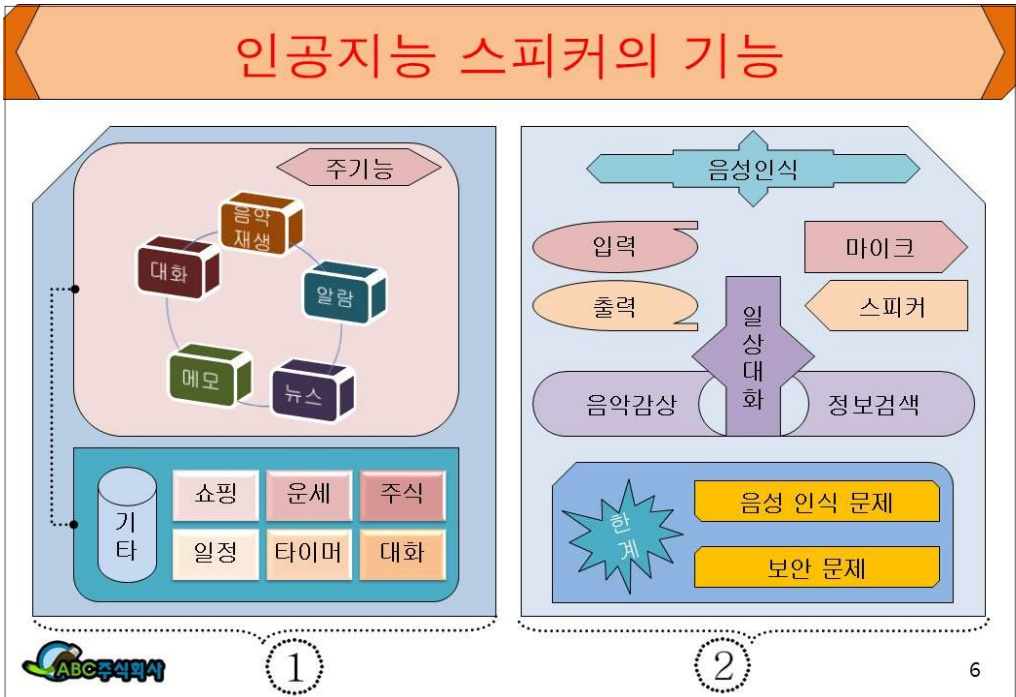 인공지능 스피커의 기능
주기능
음악
재생
대화
알람
메모
뉴스
기
타
쇼핑
운세
주식
일정
타이머
대화
음성인식
입력
마이크
출력
스피커
일
상
대
화
음악감상
정보검색
한
계
음성 인식 문제
보안 문제
ABC주식회사
1
2
6